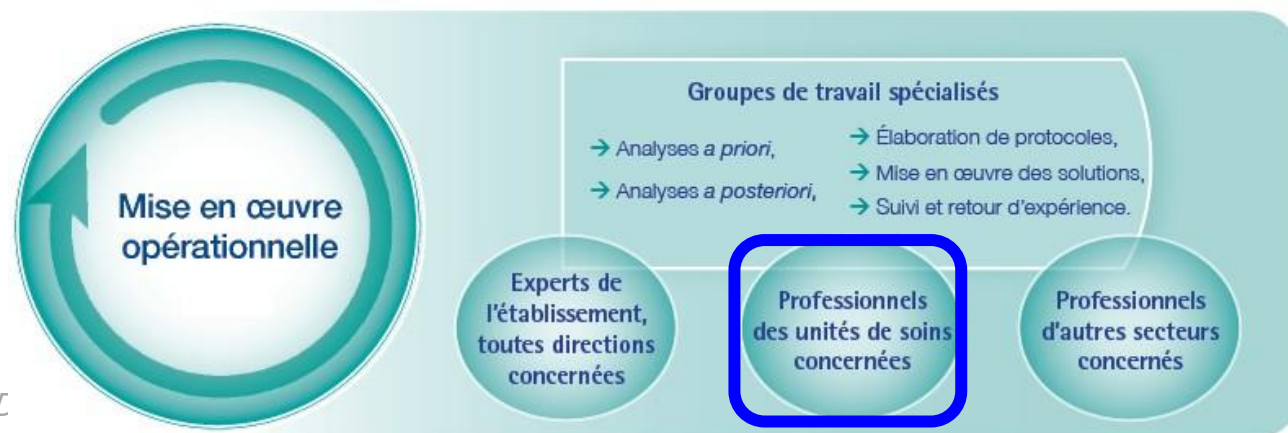 Mise en œuvre
opérationnelle
Groupes de travail spécialisés
→ Analyses a priori,
→ Analyses a posteriori,
→ Élaboration de protocoles,
→ Mise en œuvre des solutions,
→ Suivi et retour d'expérience.
Experts de
l'établissement,
toutes directions
concernées
Professionnels
des unités de soins
concernées
Professionnels
d'autres secteurs
concernés